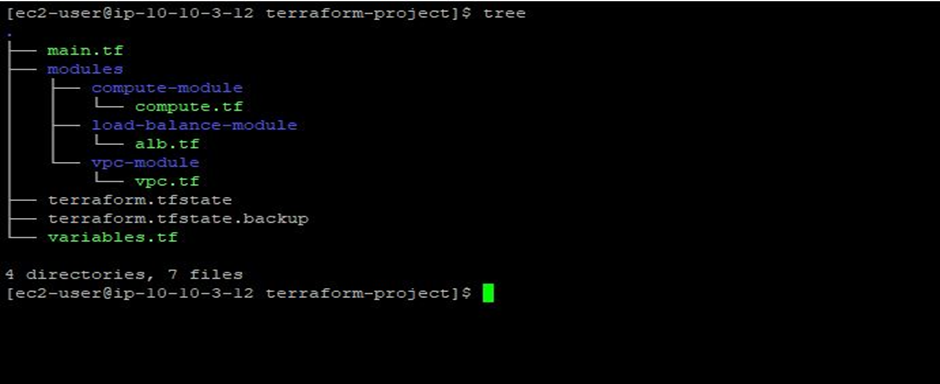 [ec2-user@ip-10-10-3-12 terraform-project]$ tree
.
├── main.tf
├── modules
│   ├── compute-module
│   │   └── compute.tf
│   ├── load-balance-module
│   │   └── alb.tf
│   └── vpc-module
│       └── vpc.tf
├── terraform.tfstate
├── terraform.tfstate.backup
└── variables.tf

4 directories, 7 files
[ec2-user@ip-10-10-3-12 terraform-project]$